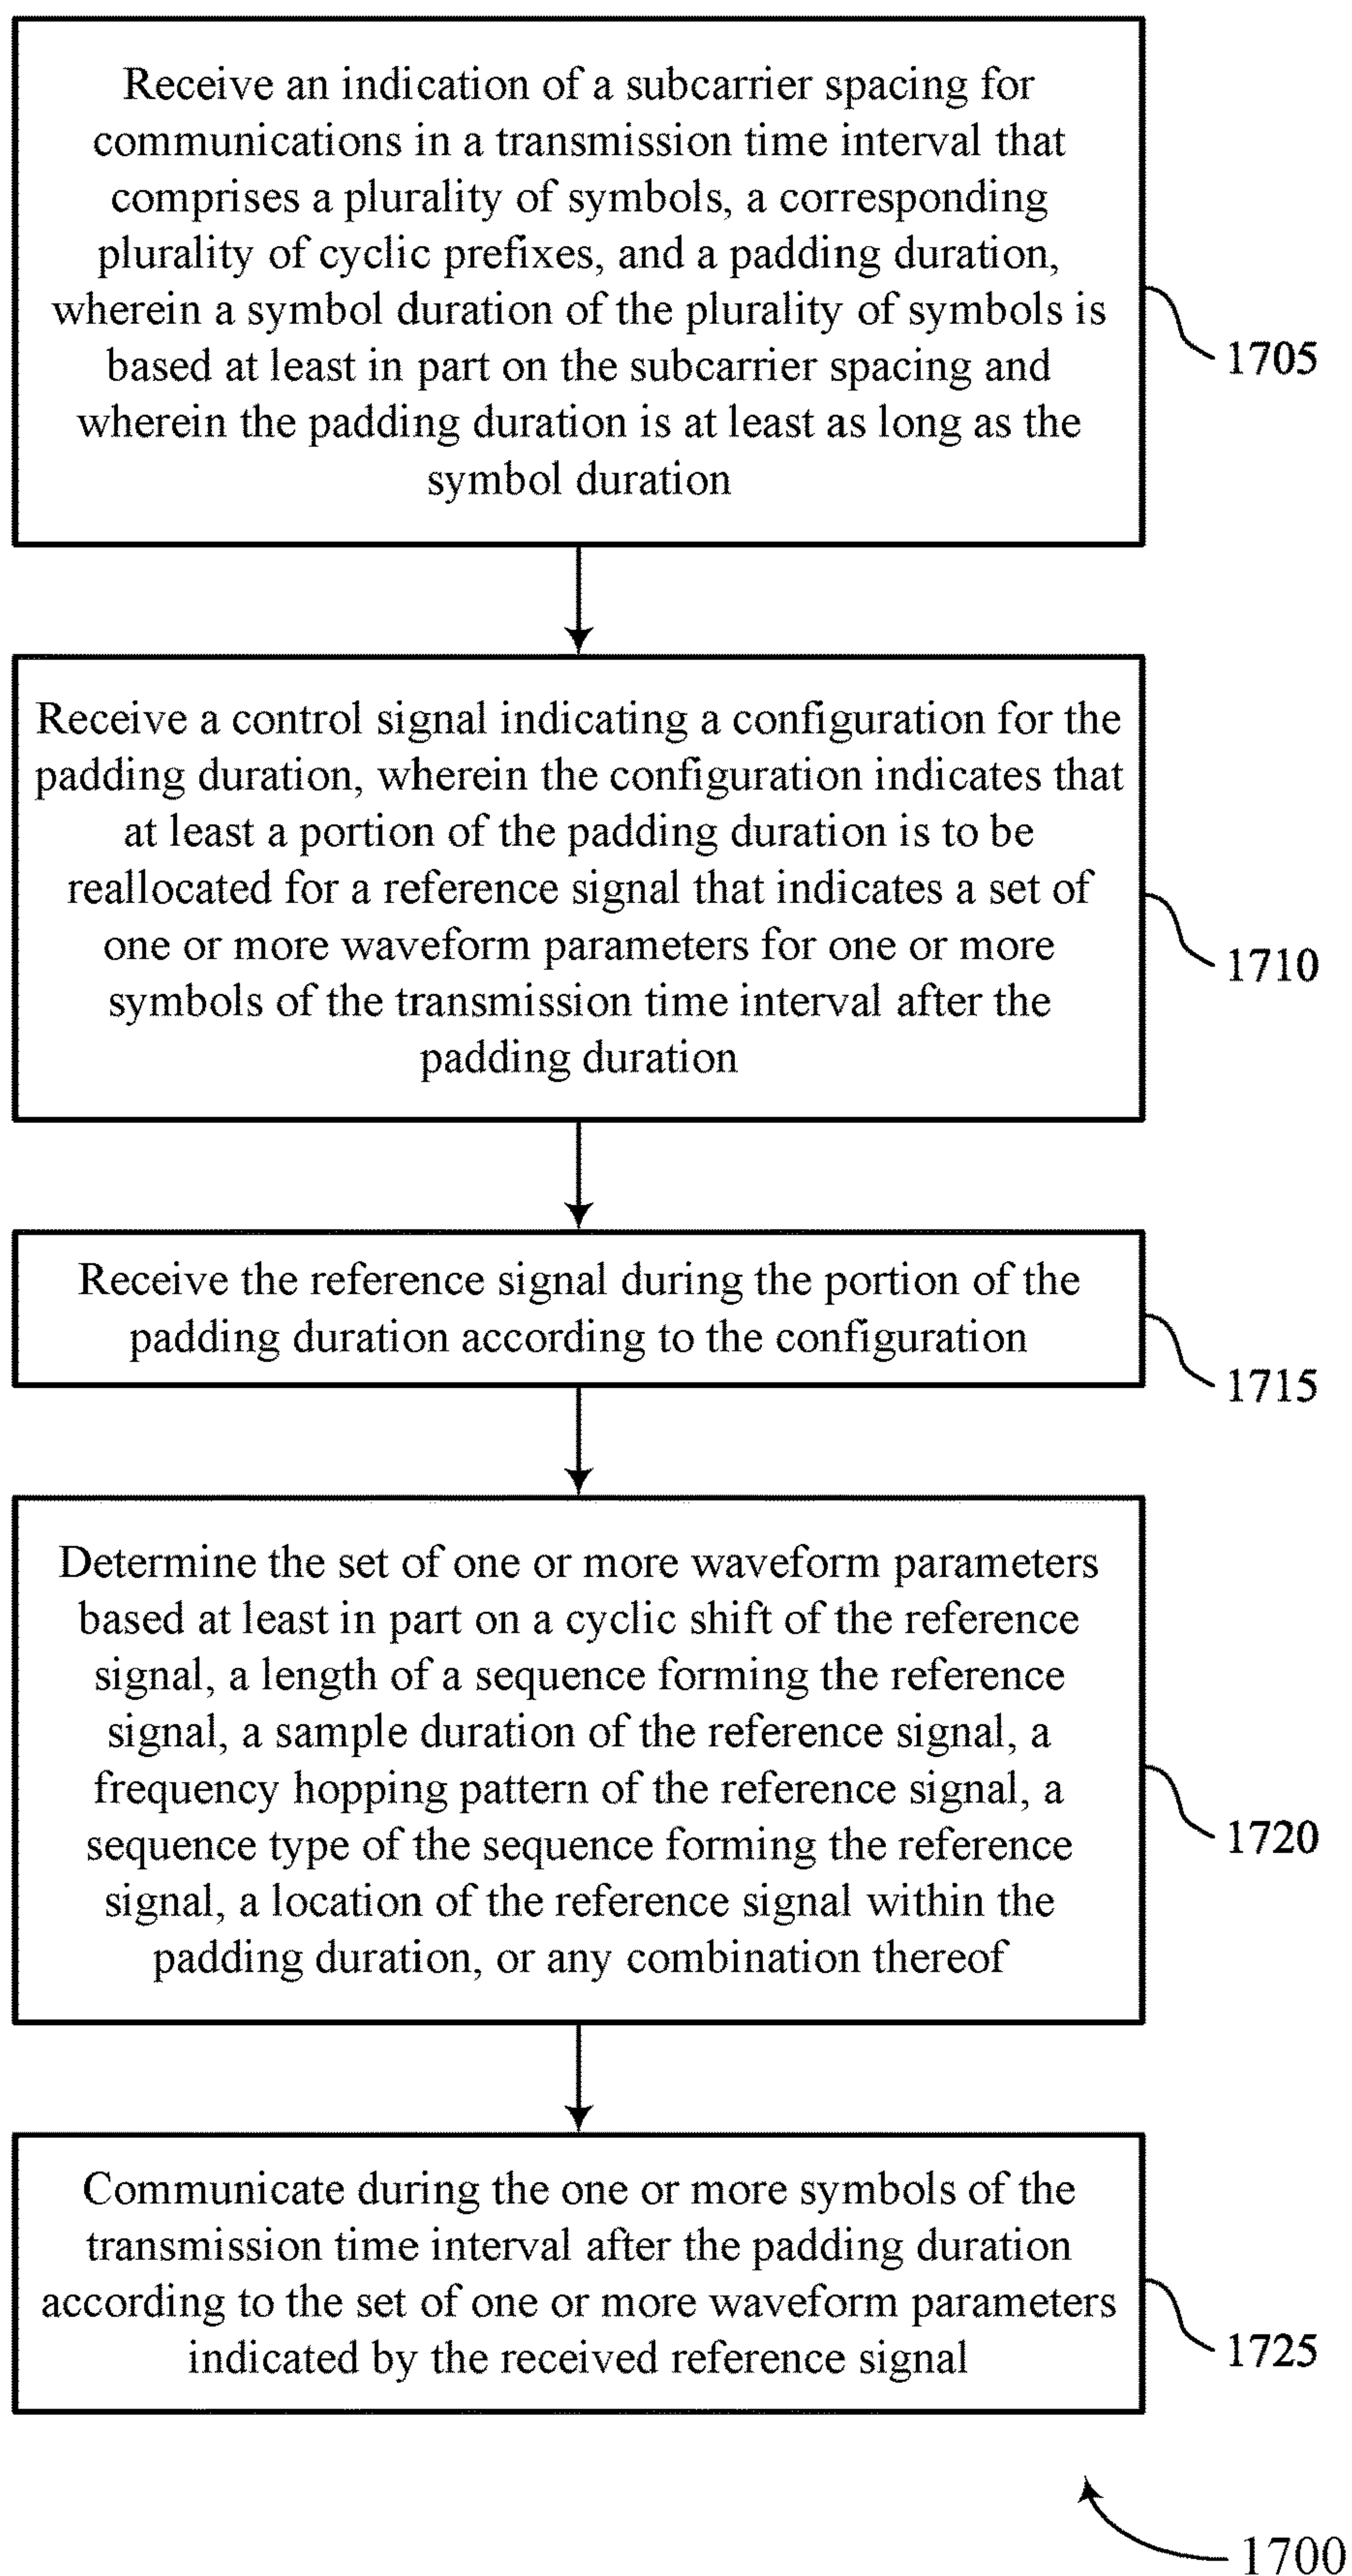 Receive an indication of a subcarrier spacing for
communications in a transmission time interval that
comprises a plurality of symbols, a corresponding
plurality of cyclic prefixes, and a padding duration,
wherein a symbol duration of the plurality of symbols is
based at least in part on the subcarrier spacing and
wherein the padding duration is at least as long as the
symbol duration
1705
Receive a control signal indicating a configuration for the
padding duration, wherein the configuration indicates that
at least a portion of the padding duration is to be
reallocated for a reference signal that indicates a set of
one or more waveform parameters for one or more
symbols of the transmission time interval after the
padding duration
1710
Receive the reference signal during the portion of the
padding duration according to the configuration
1715
Determine the set of one or more waveform parameters
based at least in part on a cyclic shift of the reference
signal, a length of a sequence forming the reference
signal, a sample duration of the reference signal, a
frequency hopping pattern of the reference signal, a
sequence type of the sequence forming the reference
signal, a location of the reference signal within the
padding duration, or any combination thereof
1720
Communicate during the one or more symbols of the
transmission time interval after the padding duration
according to the set of one or more waveform parameters
indicated by the received reference signal
1725
1700